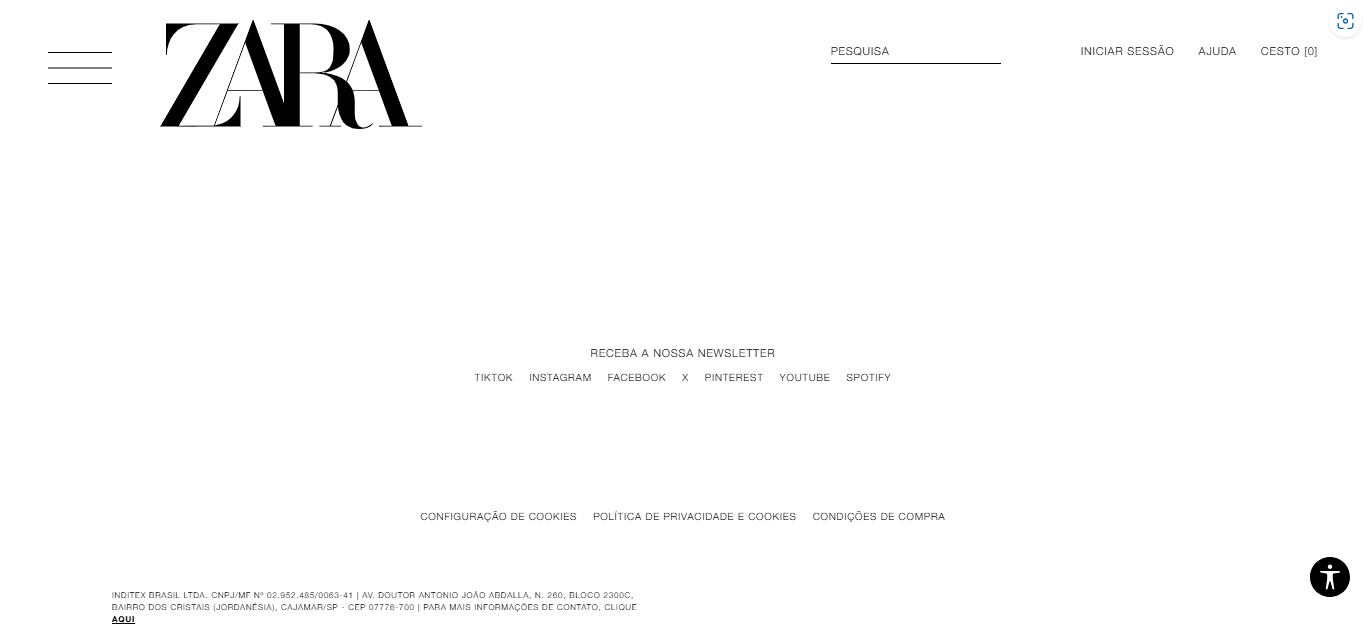 ZARA
PESQUISA
INICIAR SESSÃO
AJUDA
CESTO [0]
RECEBA A NOSSA NEWSLETTER
TIKTOK INSTAGRAM FACEBOOK X PINTEREST YOUTUBE SPOTIFY
CONFIGURAÇÃO DE COOKIES POLÍTICA DE PRIVACIDADE E COOKIES CONDIÇÕES DE COMPRA
INDITEX BRASIL LTDA. CNPJ/MF Nº 02.952.485/0063-41 | AV. DOUTOR ANTONIO JOÃO ABDALLA, N. 260, BLOCO 2300C,
BAIRRO DOS CRISTAIS (JORDANÉSIA), CAJAMAR/SP - CEP 07776-700 | PARA MAIS INFORMAÇÕES DE CONTATO, CLIQUE
AQUI